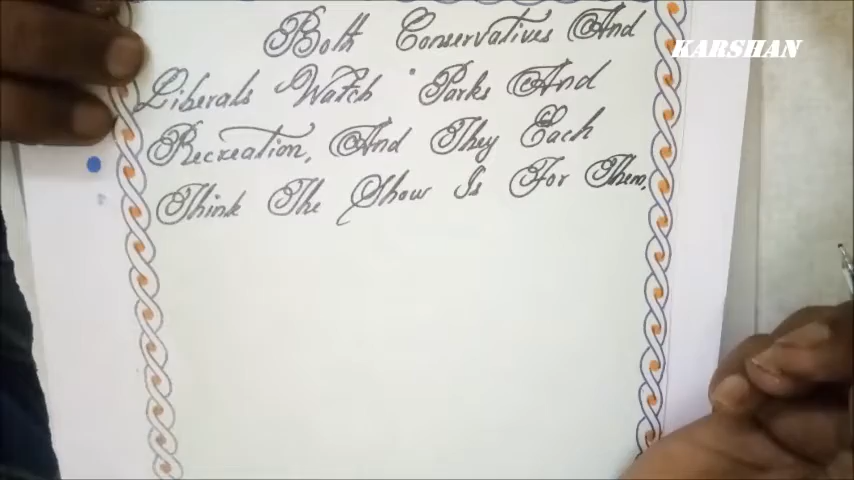 Both Conservatives And
KARSHAN
Liberals Watch "Parks And
Recreation, And They Each
Think The Show Is For Them,